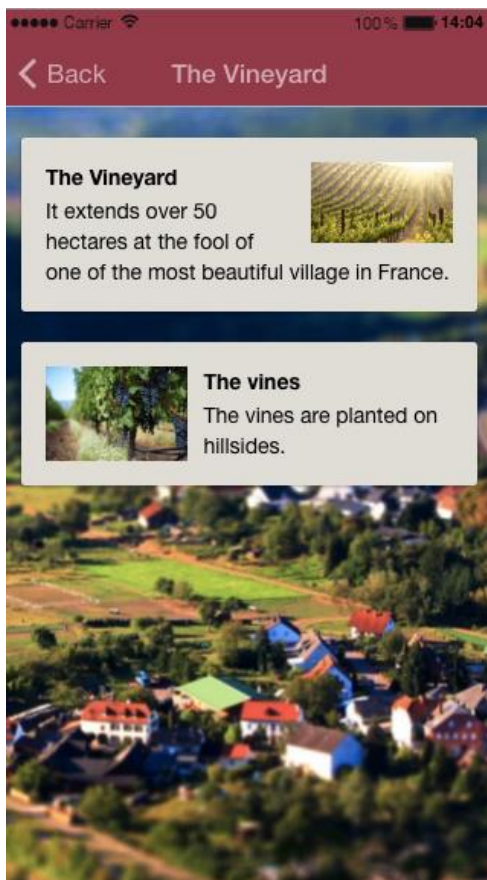 Carrier 100 % 14:04
Back The Vineyard
The Vineyard
It extends over 50
hectares at the fool of
one of the most beautiful village in France.
The vines
The vines are planted on
hillsides.